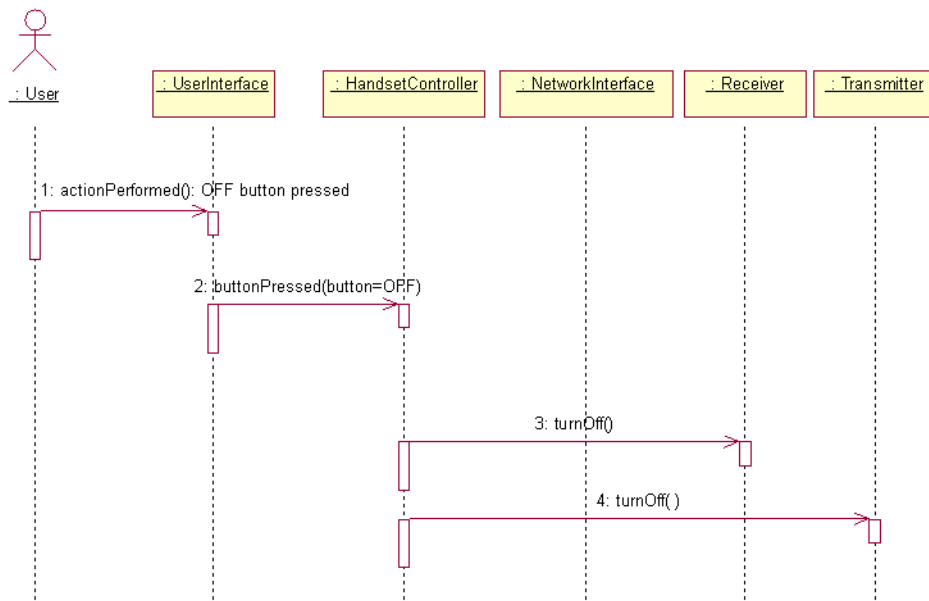 : User
: UserInterface
: HandsetController
: NetworkInterface
: Receiver
: Transmitter
1: actionPerformed(): OFF button pressed
2: buttonPressed(button=OFF)
3: turnOff()
4: turnOff( )